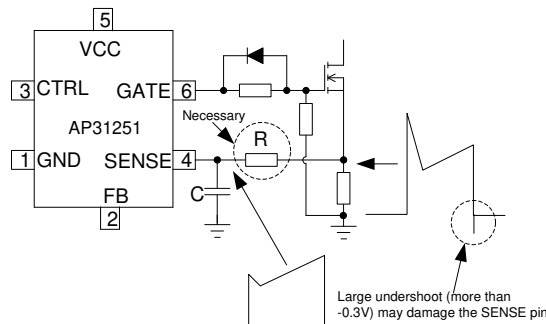 5
VCC
3 CTRL GATE 6
Necessary
AP31251
R
1 GND SENSE 4
C
FB
2
Large undershoot (more than
-0.3V) may damage the SENSE pin